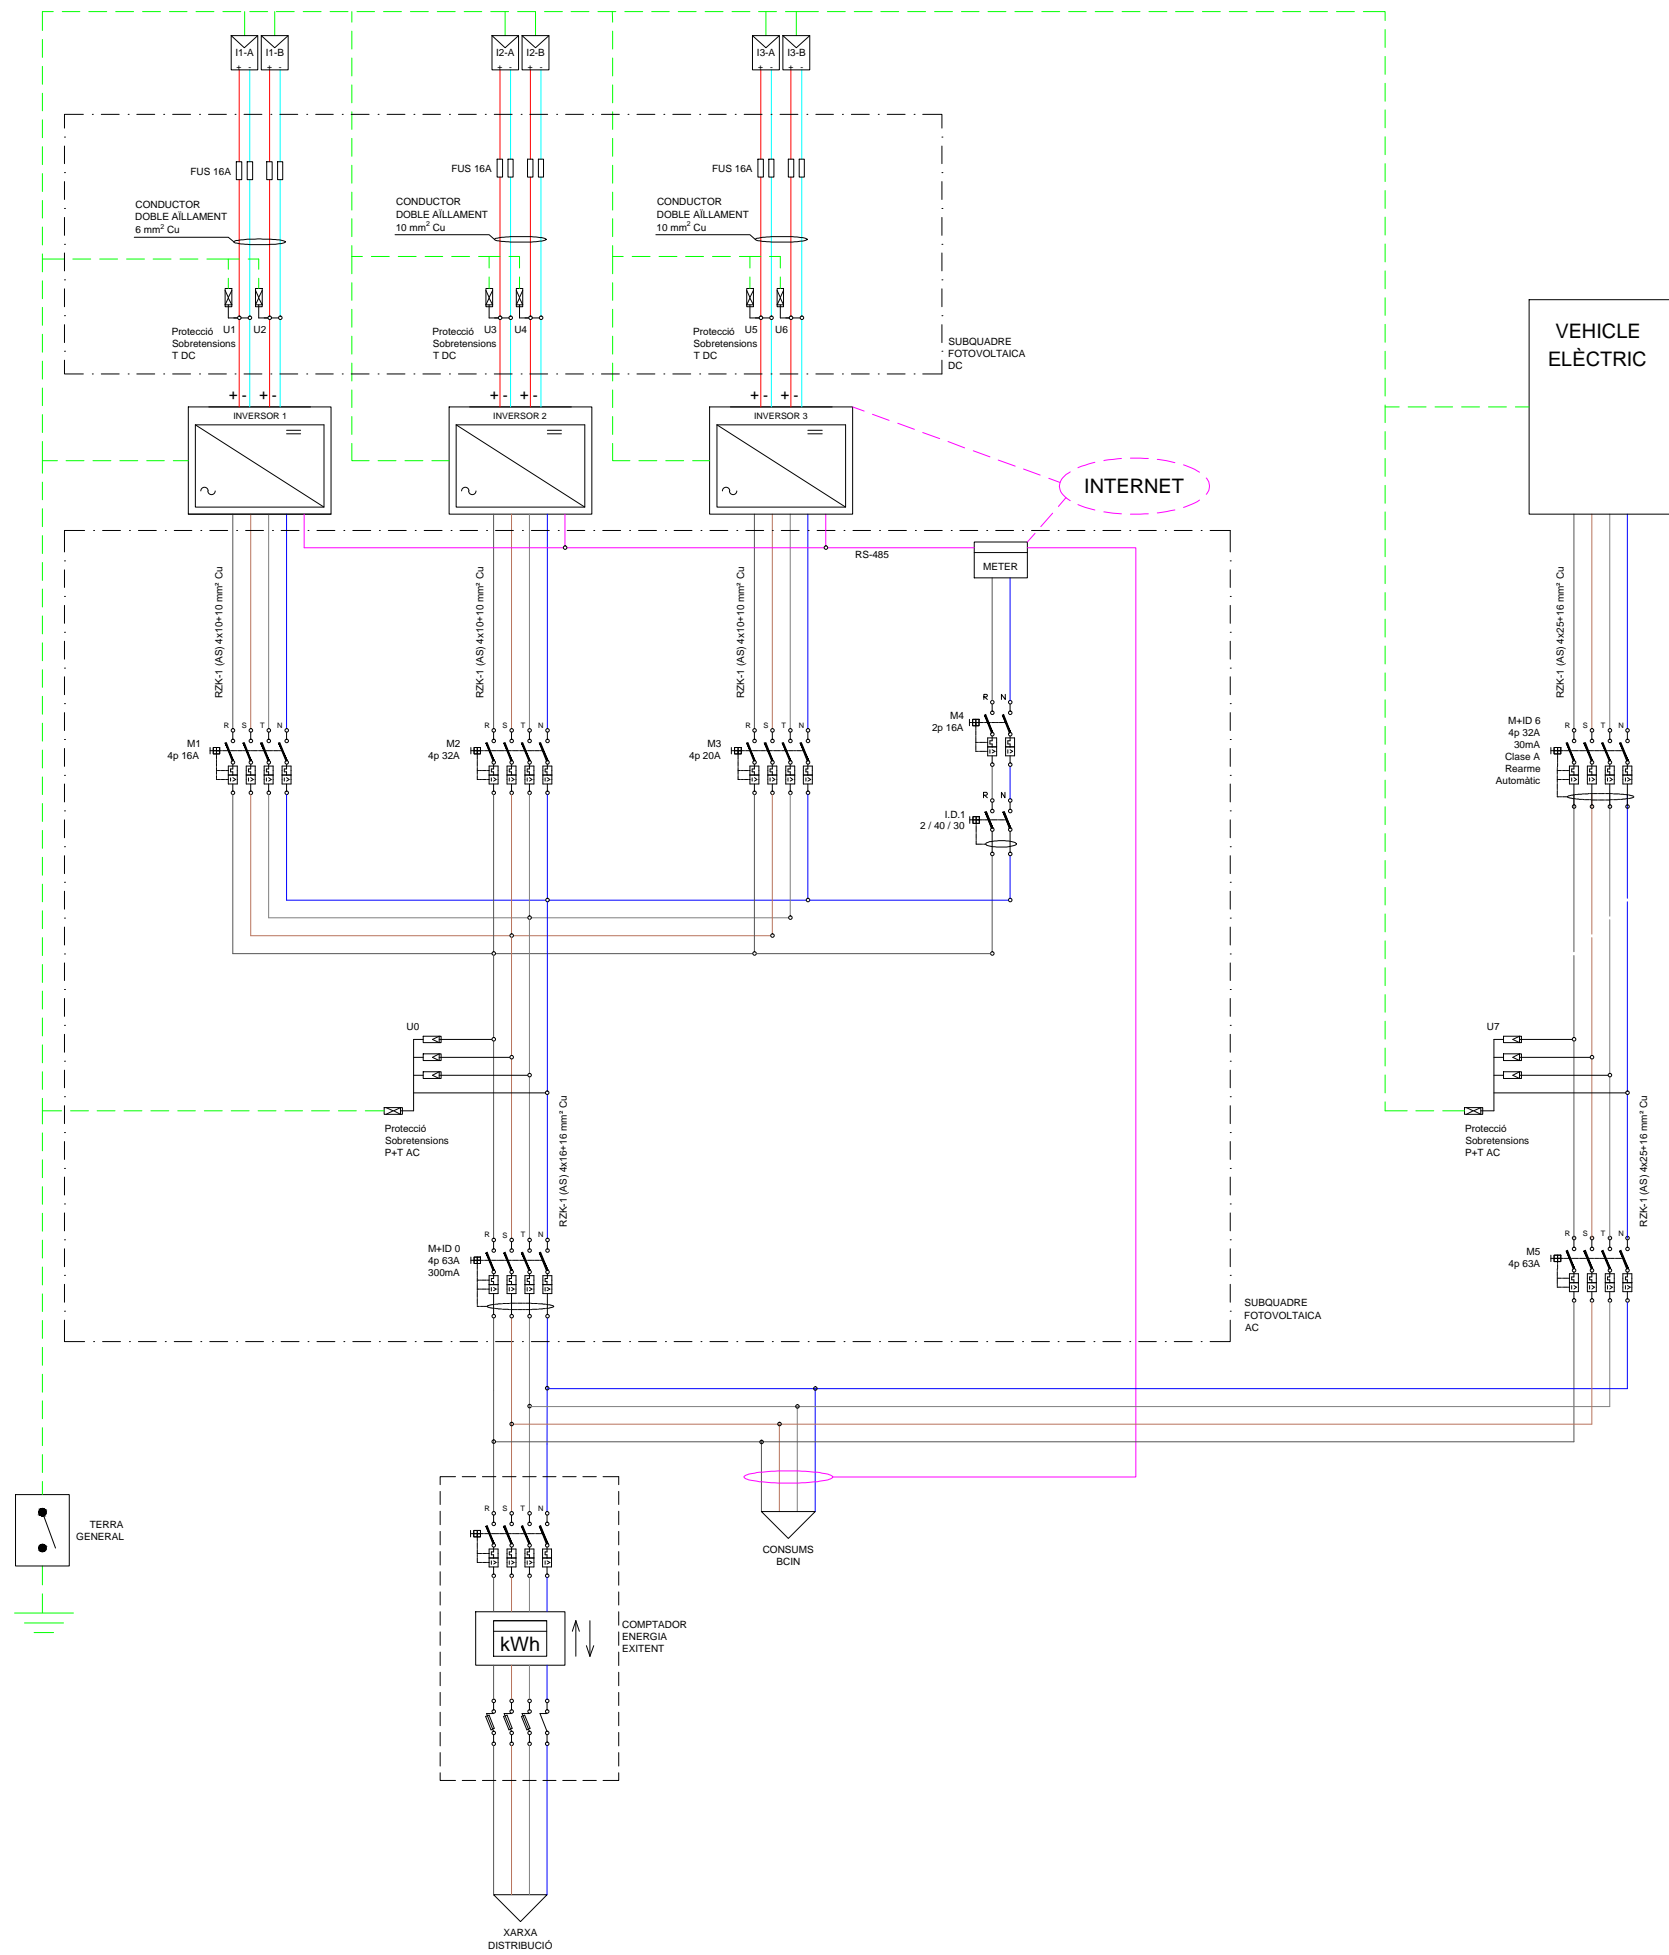 I1-A
I1-B
I2-A
I2-B
I3-A
I3-B
+ -
+ -
+ -
+ -
+ -
+ -
FUS 16A
FUS 16A
FUS 16A
CONDUCTOR
DOBLE AÏLLAMENT
6 mm² Cu
CONDUCTOR
DOBLE AÏLLAMENT
10 mm² Cu
CONDUCTOR
DOBLE AÏLLAMENT
10 mm² Cu
U1
U2
Protecció
Sobretensions
T DC
U3
U4
Protecció
Sobretensions
T DC
U5
U6
Protecció
Sobretensions
T DC
SUBQUADRE
FOTOVOLTAICA
DC
VEHICLE
ELÈCTRIC
+ - + -
+ - + -
+ - + -
INVERSOR 1
INVERSOR 2
INVERSOR 3
INTERNET
RS-485
METER
RZK-1 (AS) 4x10+10 mm² Cu
RZK-1 (AS) 4x10+10 mm² Cu
RZK-1 (AS) 4x10+10 mm² Cu
RZK-1 (AS) 4x25+16 mm² Cu
R S T N
M1
4p 16A
R S T N
M2
4p 32A
R S T N
M3
4p 20A
R N
M4
2p 16A
R N
I.D.1
2 / 40 / 30
R S T N
M+ID 6
4p 32A
30mA
Clase A
Rearme
Automàtic
U0
Protecció
Sobretensions
P+T AC
RZK-1 (AS) 4x16+16 mm² Cu
U7
Protecció
Sobretensions
P+T AC
RZK-1 (AS) 4x25+16 mm² Cu
R S T N
M+ID 0
4p 63A
300mA
R S T N
M5
4p 63A
SUBQUADRE
FOTOVOLTAICA
AC
TERRA
GENERAL
R S T N
CONSUMS
BCIN
kWh
COMPTADOR
ENERGIA
EXITENT
XARXA
DISTRIBUCIÓ